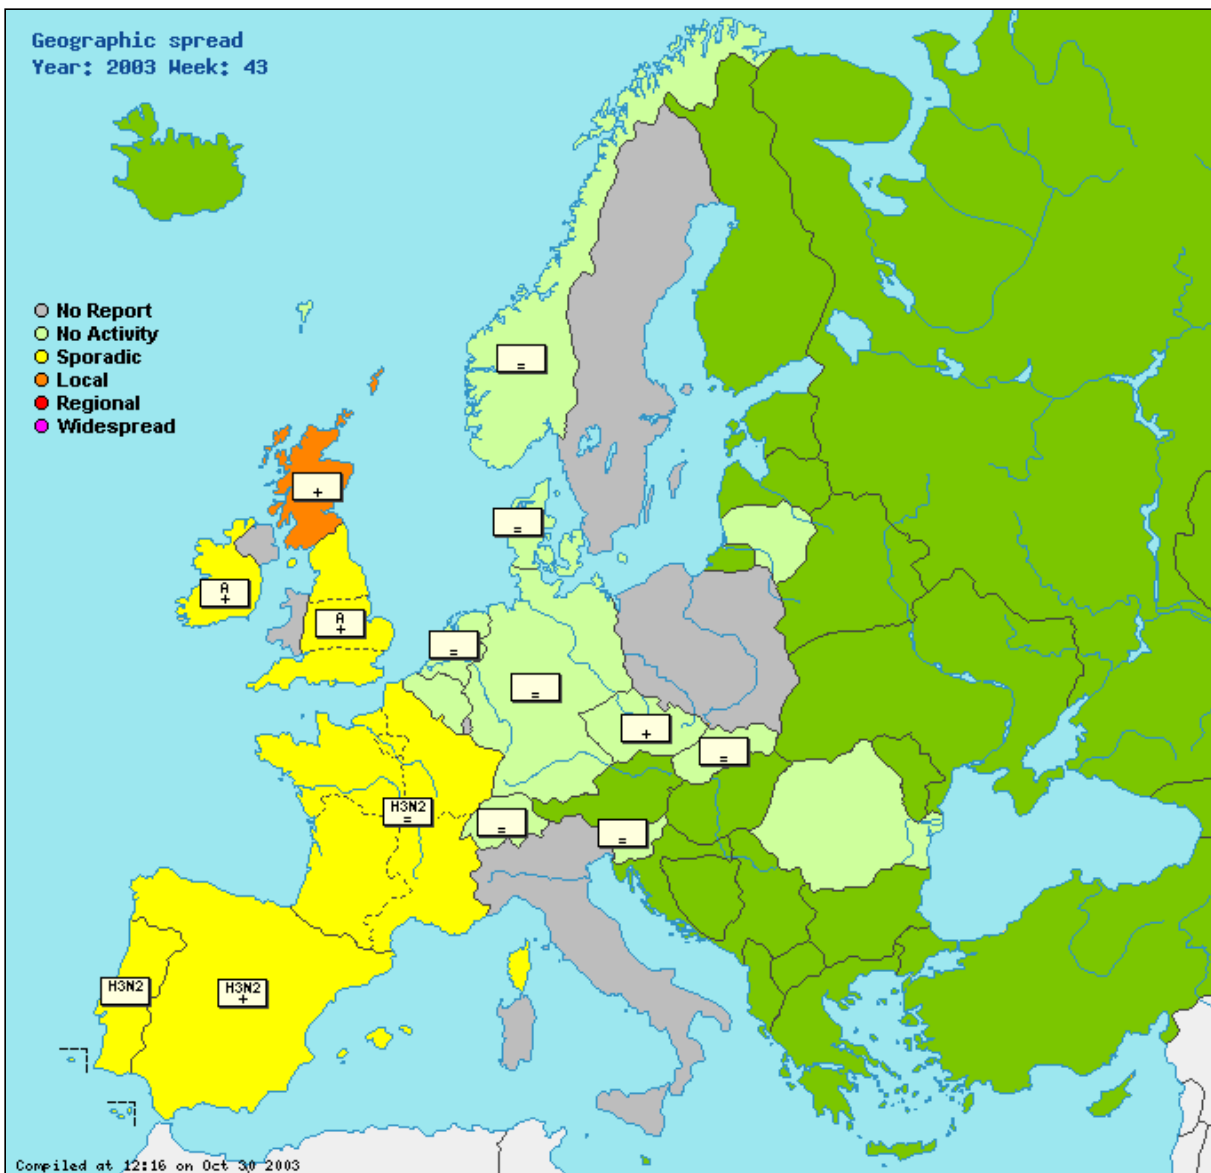 Geographic spread
Year: 2003 Week: 43
No Report
No Activity
Sporadic
Local
Regional
Widespread
=
+
=
A
+
A
+
=
=
+
=
H3N2
=
=
=
H3N2
H3N2
+
Compiled at 12:16 on Oct 30 2003